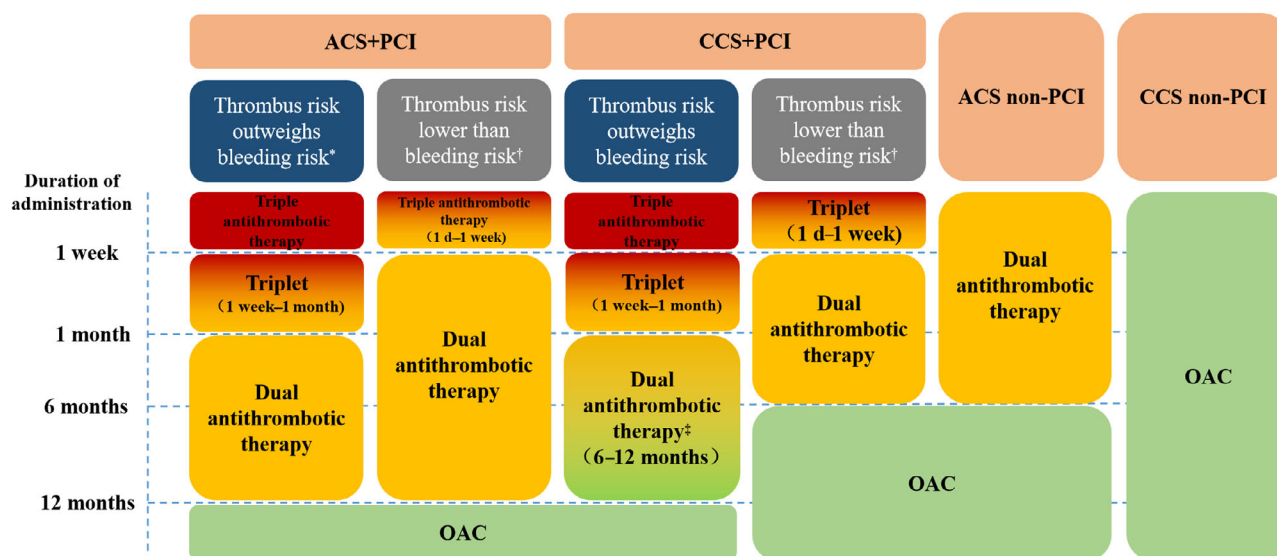 ACS+PCI
CCS+PCI
ACS non-PCI
CCS non-PCI
Thrombus risk
outweighs
bleeding risk*
Thrombus risk
lower than
bleeding risk†
Thrombus risk
outweighs
bleeding risk
Thrombus risk
lower than
bleeding risk†
Duration of
administration
1 week
1 month
6 months
12 months
Triple
antithrombotic
therapy
Triplet
（1 week–1 month)
Dual
antithrombotic
therapy
Triple antithrombotic
therapy
(1 d–1 week)
Dual
antithrombotic
therapy
Triple
antithrombotic
therapy
Triplet
（1 week–1 month)
Dual
antithrombotic
therapy‡
（6–12 months）
Triplet
（1 d–1 week）
Dual
antithrombotic
therapy
Dual
antithrombotic
therapy
OAC
OAC
OAC